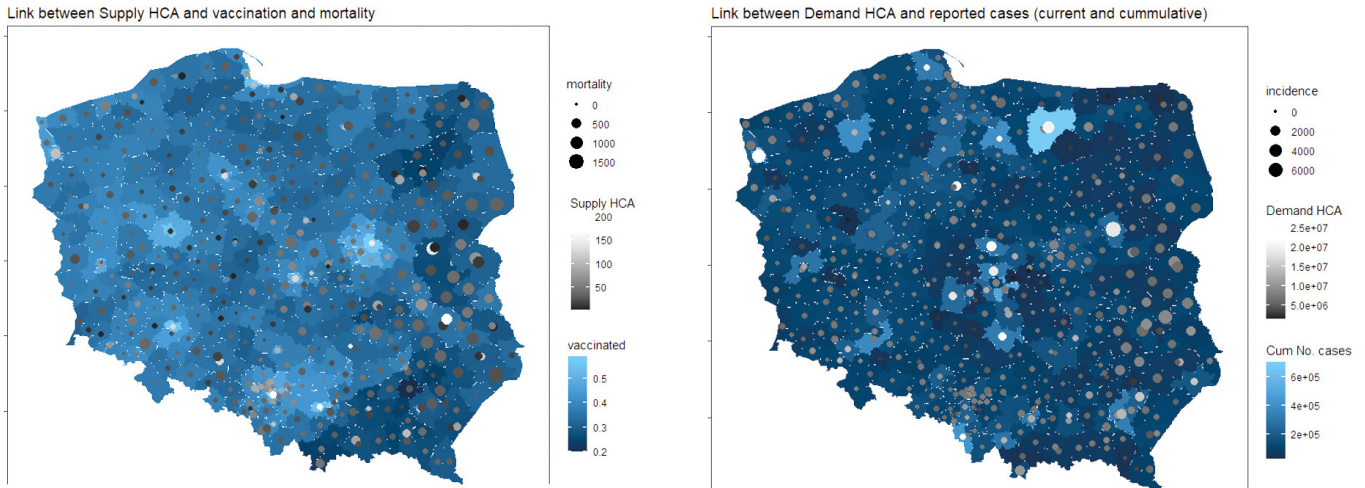 Link between Supply HCA and vaccination and mortality
mortality
0
500
1000
1500
Supply HCA
200
150
100
50
vaccinated
0.5
0.4
0.3
0.2
Link between Demand HCA and reported cases (current and cummulative)
incidence
0
2000
4000
6000
Demand HCA
2.5e+07
2.0e+07
1.5e+07
1.0e+07
5.0e+06
Cum No. cases
6e+05
4e+05
2e+05